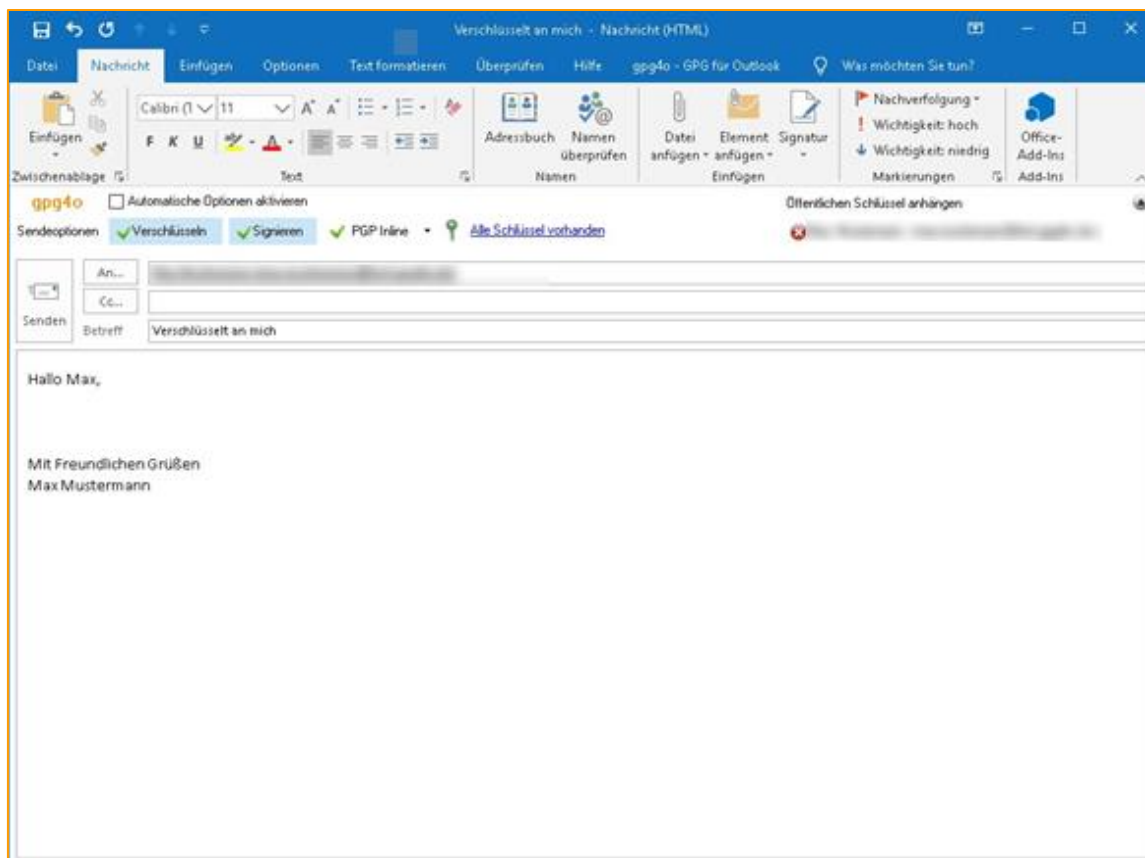 Verschlüsselt an mich - Nachricht (HTML)
Datei Nachricht Einfügen Optionen Text formatieren Überprüfen Hilfe gpg4o - GPG für Outlook Was möchten Sie tun?
Einfügen
Calibri (T 11
F K U
Adressbuch
Namen überprüfen
Datei anfügen
Element anfügen
Signatur
Nachverfolgung
Wichtigkeit: hoch
Wichtigkeit: niedrig
Office-Add-Ins
Zwischenablage Text Namen Einfügen Markierungen Add-Ins
gpg4o Automatische Optionen aktivieren Öffentlichen Schlüssel anhängen
Sendeoptionen Verschlüsseln Signieren PGP Inline Alle Schlüssel vorhanden
Senden
An...
Cc...
Betreff Verschlüsselt an mich
Hallo Max,
Mit Freundlichen Grüßen
Max Mustermann